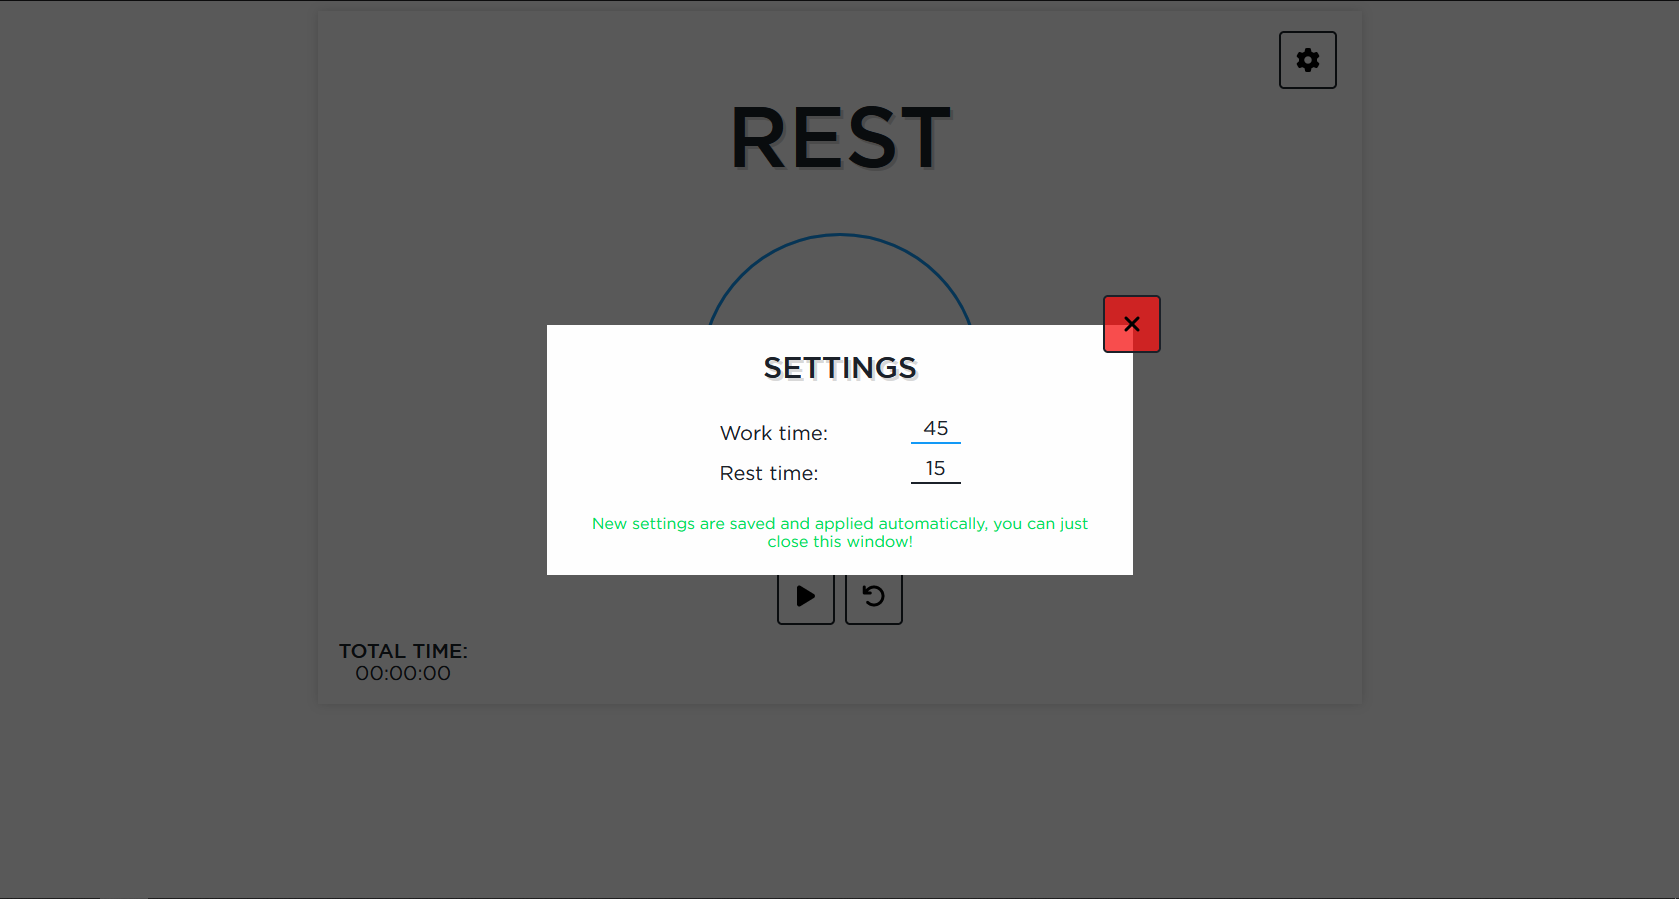 REST
SETTINGS
Work time: 45
Rest time: 15
New settings are saved and applied automatically, you can just
close this window!
TOTAL TIME:
00:00:00